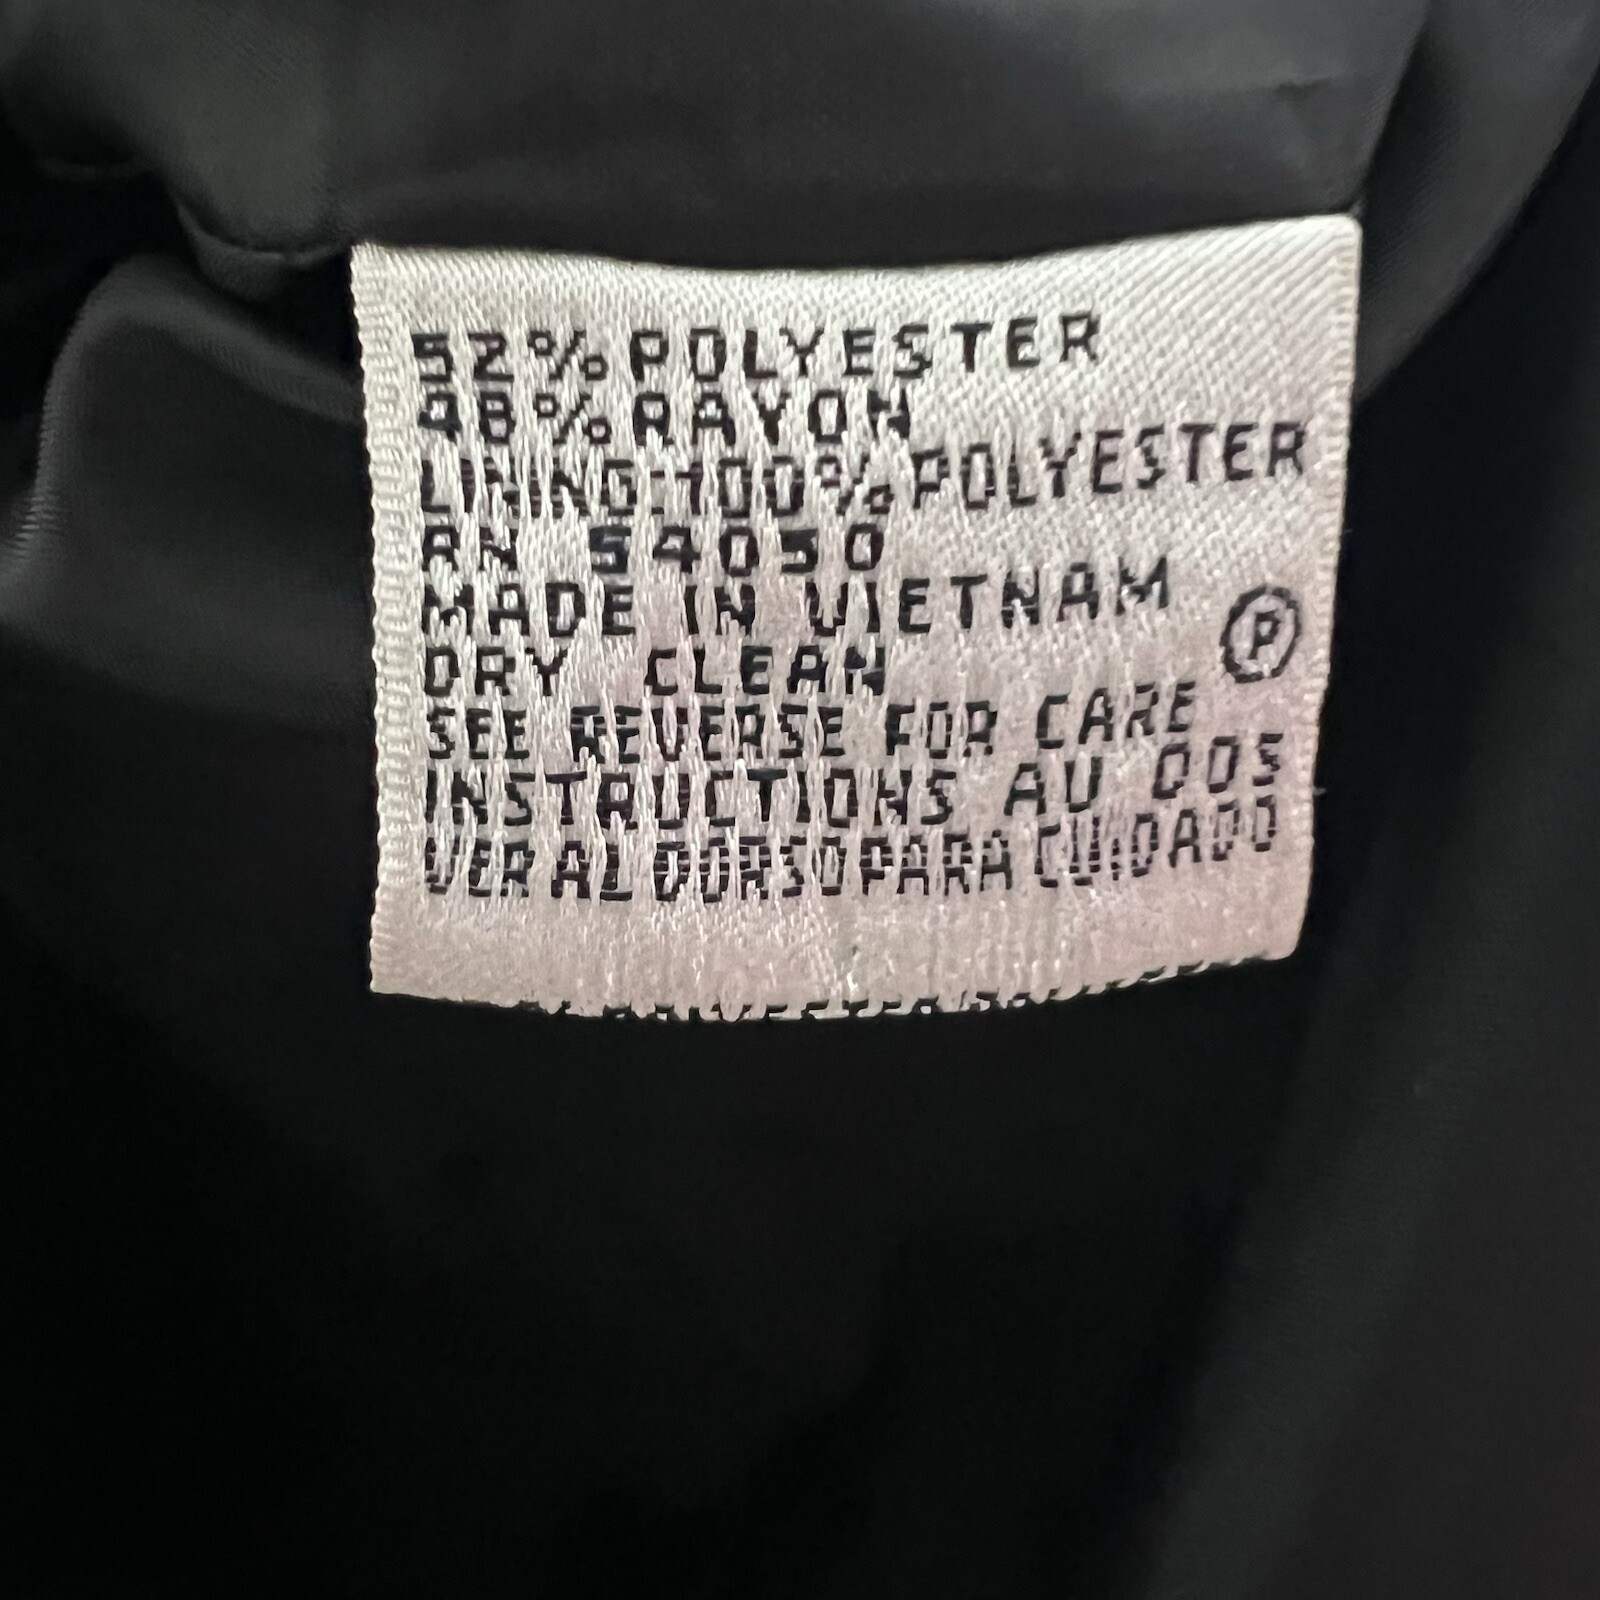 52% POLYESTER
48% RAYON
LINING:100% POLYESTER
RN 54050
MADE IN VIETNAM
DRY CLEAN
P
SEE REVERSE FOR CARE
INSTRUCTIONS AU DOS
VER AL DORSO PARA CUIDADO